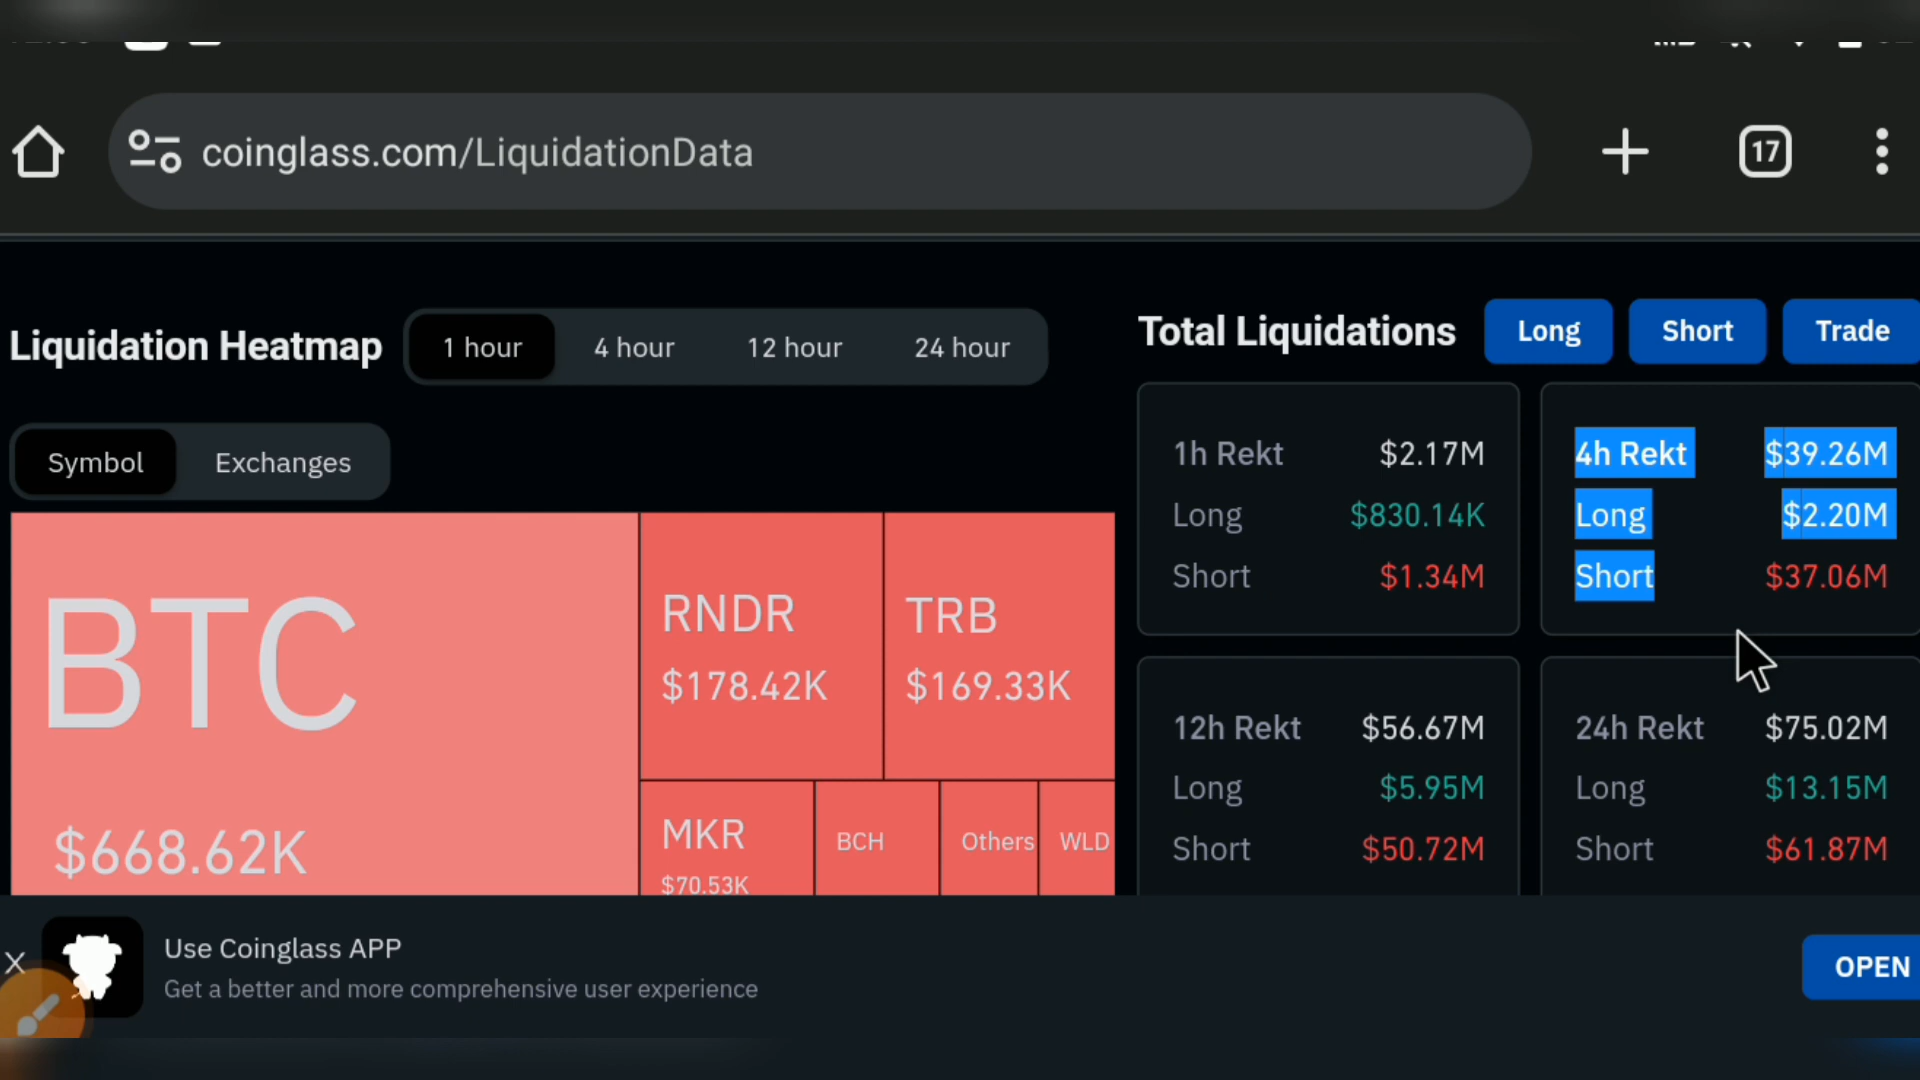 coinglass.com/LiquidationData
17
Liquidation Heatmap
1 hour
4 hour
12 hour
24 hour
Symbol
Exchanges
BTC
$668.62K
RNDR
$178.42K
TRB
$169.33K
MKR
$70.53K
BCH
Others
WLD
Total Liquidations
Long
Short
Trade
1h Rekt $2.17M
Long $830.14K
Short $1.34M
4h Rekt $39.26M
Long $2.20M
Short $37.06M
12h Rekt $56.67M
Long $5.95M
Short $50.72M
24h Rekt $75.02M
Long $13.15M
Short $61.87M
X
Use Coinglass APP
Get a better and more comprehensive user experience
OPEN